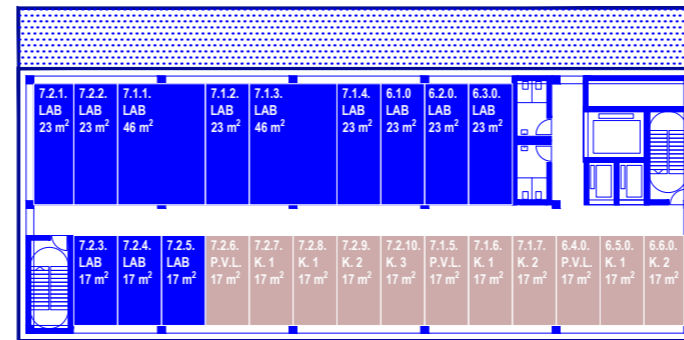 7.2.1.
LAB
23 m²
7.2.2.
LAB
23 m²
7.1.1.
LAB
46 m²
7.1.2.
LAB
23 m²
7.1.3.
LAB
46 m²
7.1.4.
LAB
23 m²
6.1.0
LAB
23 m²
6.2.0.
LAB
23 m²
6.3.0.
LAB
23 m²
7.2.3.
LAB
17 m²
7.2.4.
LAB
17 m²
7.2.5.
LAB
17 m²
7.2.6.
P.V.L.
17 m²
7.2.7.
K. 1
17 m²
7.2.8.
K. 1
17 m²
7.2.9.
K. 2
17 m²
7.2.10.
K. 3
17 m²
7.1.5.
P.V.L.
17 m²
7.1.6.
K. 1
17 m²
7.1.7.
K. 2
17 m²
6.4.0.
P.V.L.
17 m²
6.5.0.
K. 1
17 m²
6.6.0.
K. 2
17 m²